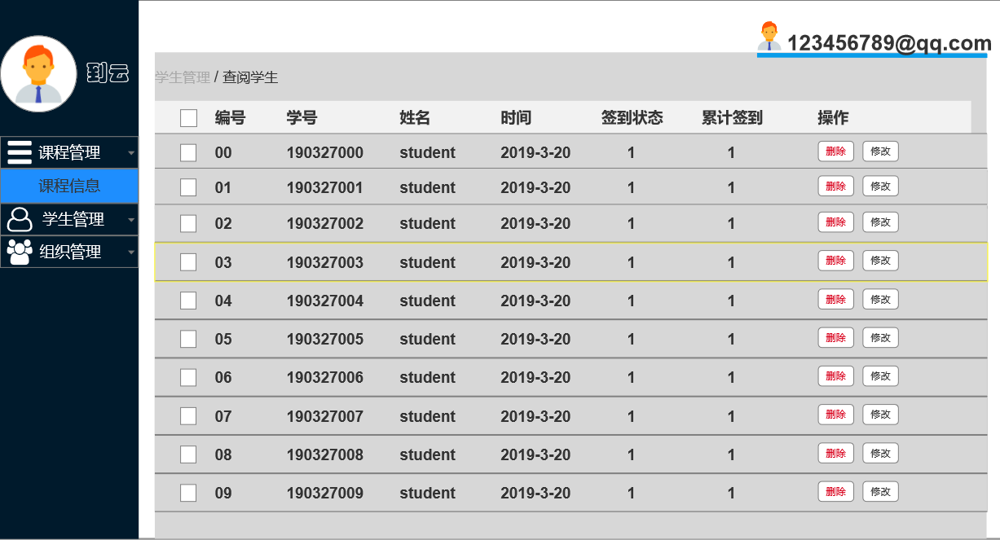 到云
123456789@qq.com
课程管理
课程信息
学生管理
组织管理
学生管理 / 查阅学生
编号 学号 姓名 时间 签到状态 累计签到 操作
00 190327000 student 2019-3-20 1 1 删除 修改
01 190327001 student 2019-3-20 1 1 删除 修改
02 190327002 student 2019-3-20 1 1 删除 修改
03 190327003 student 2019-3-20 1 1 删除 修改
04 190327004 student 2019-3-20 1 1 删除 修改
05 190327005 student 2019-3-20 1 1 删除 修改
06 190327006 student 2019-3-20 1 1 删除 修改
07 190327007 student 2019-3-20 1 1 删除 修改
08 190327008 student 2019-3-20 1 1 删除 修改
09 190327009 student 2019-3-20 1 1 删除 修改